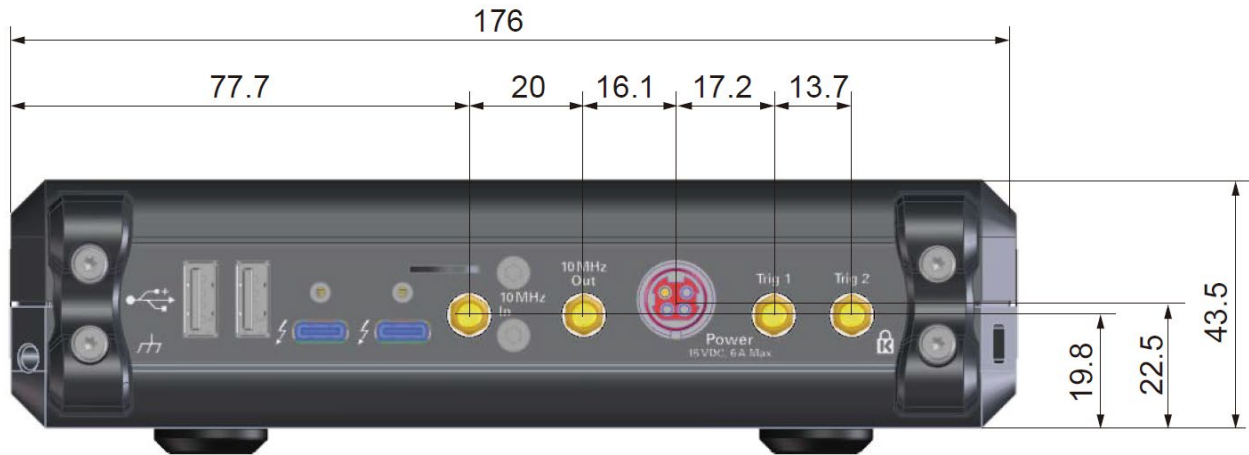 176
77.7 20 16.1 17.2 13.7
10 MHz
Out
Trig 1 Trig 2
10 MHz
In
Power
15 VDC, 6 A Max
K
19.8
22.5
43.5